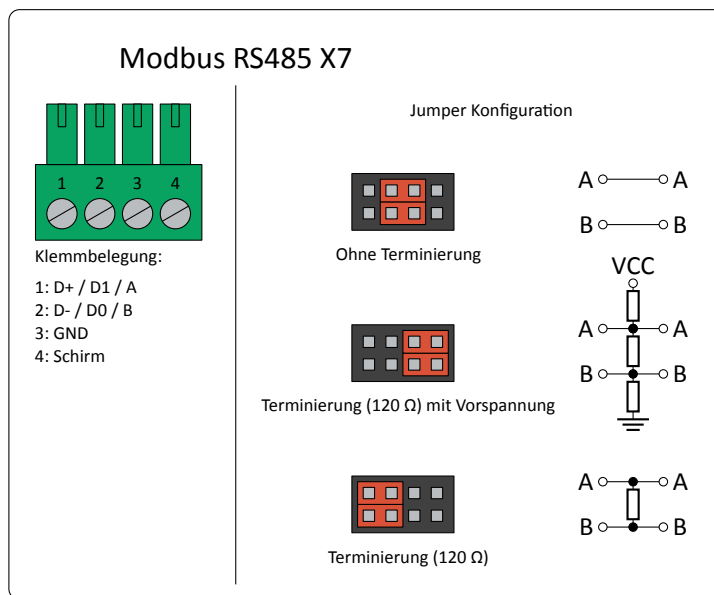 Modbus RS485 X7
1 2 3 4
Klemmbelegung:
1: D+ / D1 / A
2: D- / D0 / B
3: GND
4: Schirm
Jumper Konfiguration
A A
B B
Ohne Terminierung
VCC
A A
B B
Terminierung (120 Ω) mit Vorspannung
A A
B B
Terminierung (120 Ω)